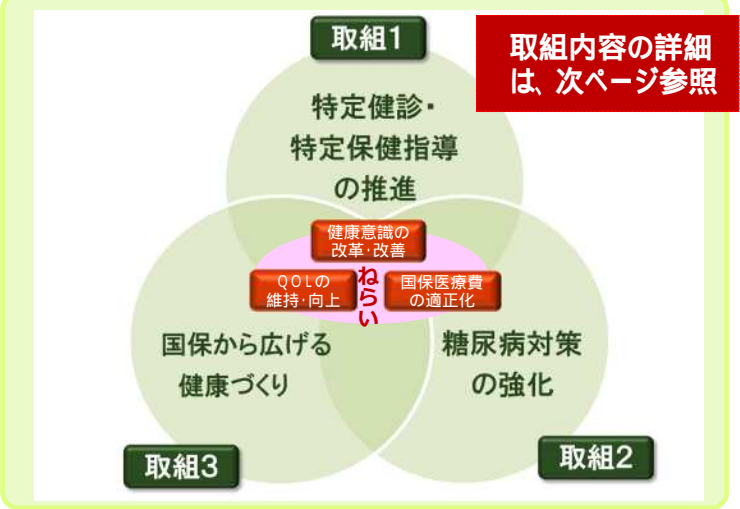 取組1
取組内容の詳細
は、次ページ参照
特定健診・
特定保健指導
の推進
健康意識の
改革・改善
QOLの
維持・向上
ねらい
国保医療費
の適正化
国保から広げる
健康づくり
糖尿病対策
の強化
取組3
取組2